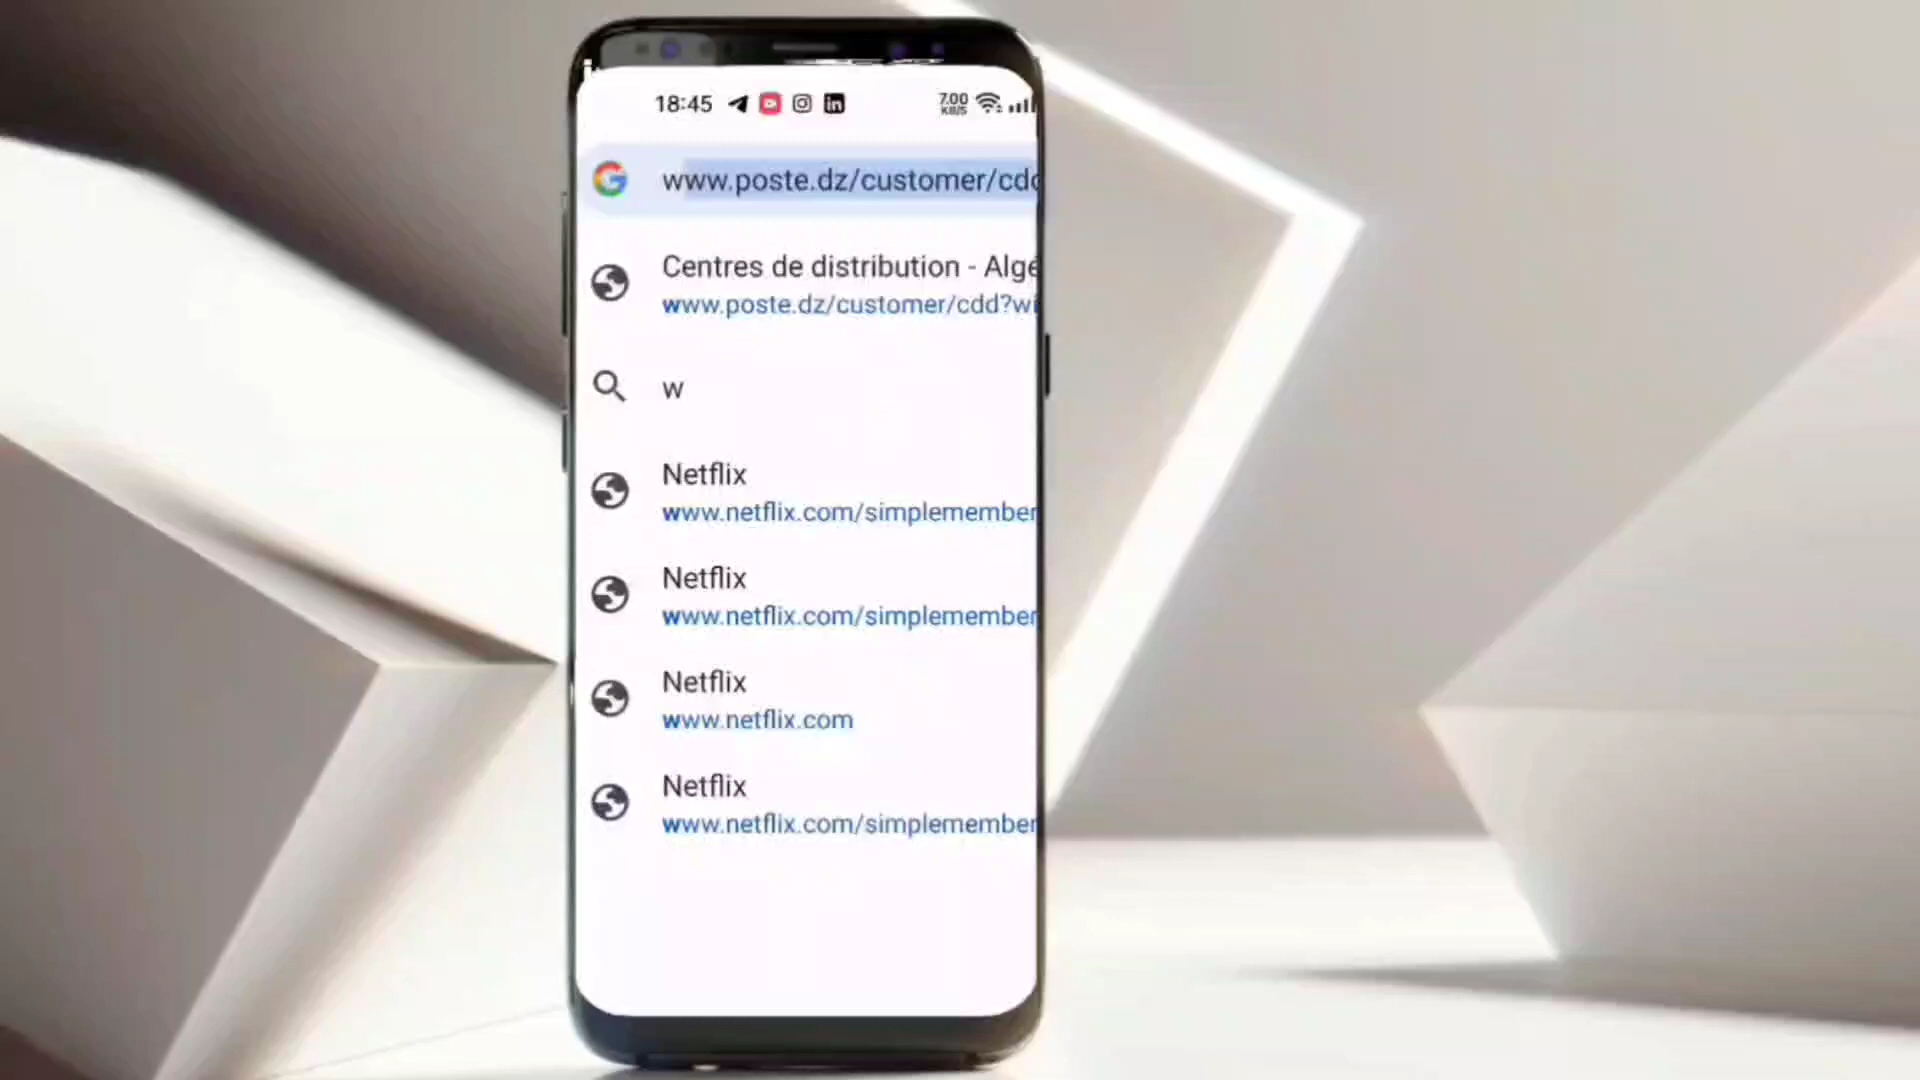 18:45
7.00
KB/S
www.poste.dz/customer/cdd
Centres de distribution - Algé
www.poste.dz/customer/cdd?wi
w
Netflix
www.netflix.com/simplemember
Netflix
www.netflix.com/simplemember
Netflix
www.netflix.com
Netflix
www.netflix.com/simplemember